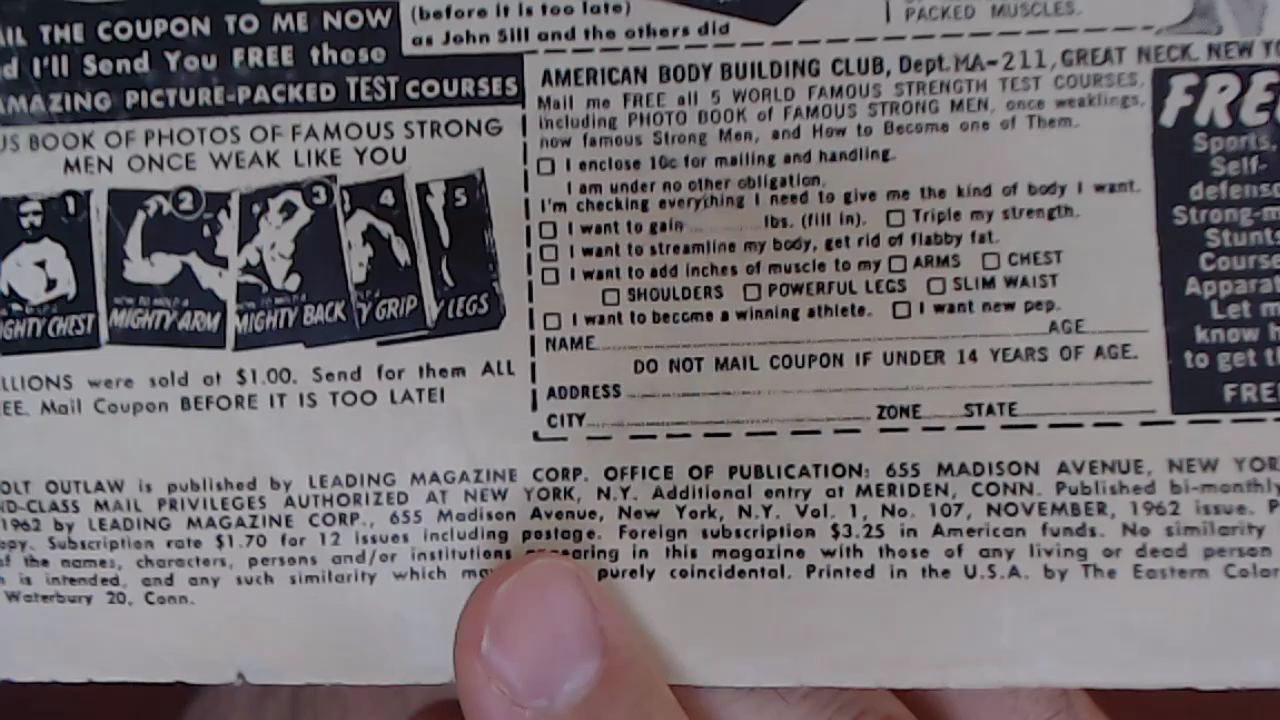 IL THE COUPON TO ME NOW
d I'll Send You FREE these
AMAZING PICTURE-PACKED TEST COURSES
US BOOK OF PHOTOS OF FAMOUS STRONG
MEN ONCE WEAK LIKE YOU
1 2 3 4 5
GHTY CHEST MIGHTY ARM MIGHTY BACK Y GRIP Y LEGS
LLIONS were sold at $1.00. Send for them ALL
EE. Mail Coupon BEFORE IT IS TOO LATE!
(before it is too late)
as John Sill and the others did
PACKED MUSCLES.
AMERICAN BODY BUILDING CLUB, Dept. MA-211, GREAT NECK, NEW Y
Mail me FREE all 5 WORLD FAMOUS STRENGTH TEST COURSES,
including PHOTO BOOK of FAMOUS STRONG MEN, once weaklings,
now famous Strong Men, and How to Become one of Them.
I enclose 10c for mailing and handling.
I am under no other obligation.
I'm checking everything I need to give me the kind of body I want.
I want to gain lbs. (fill in). Triple my strength.
I want to streamline my body, get rid of flabby fat.
I want to add inches of muscle to my ARMS CHEST
SHOULDERS POWERFUL LEGS SLIM WAIST
I want to become a winning athlete. I want new pep.
NAME AGE
DO NOT MAIL COUPON IF UNDER 14 YEARS OF AGE.
ADDRESS
CITY ZONE STATE
FRE
Sports,
Self-
defense
Strong-m
Stunts
Course
Apparat
Let m
know h
to get t
FRE
OLT OUTLAW is published by LEADING MAGAZINE CORP. OFFICE OF PUBLICATION: 655 MADISON AVENUE, NEW YOR
ND-CLASS MAIL PRIVILEGES AUTHORIZED AT NEW YORK, N.Y. Additional entry at MERIDEN, CONN. Published bi-monthly
1962 by LEADING MAGAZINE CORP., 655 Madison Avenue, New York, N.Y. Vol. 1, No. 107, NOVEMBER, 1962 issue. P
opy. Subscription rate $1.70 for 12 issues including postage. Foreign subscription $3.25 in American funds. No similarity
of the names, characters, persons and/or institutions appearing in this magazine with those of any living or dead person
n is intended, and any such similarity which may purely coincidental. Printed in the U.S.A. by The Eastern Color
Waterbury 20, Conn.